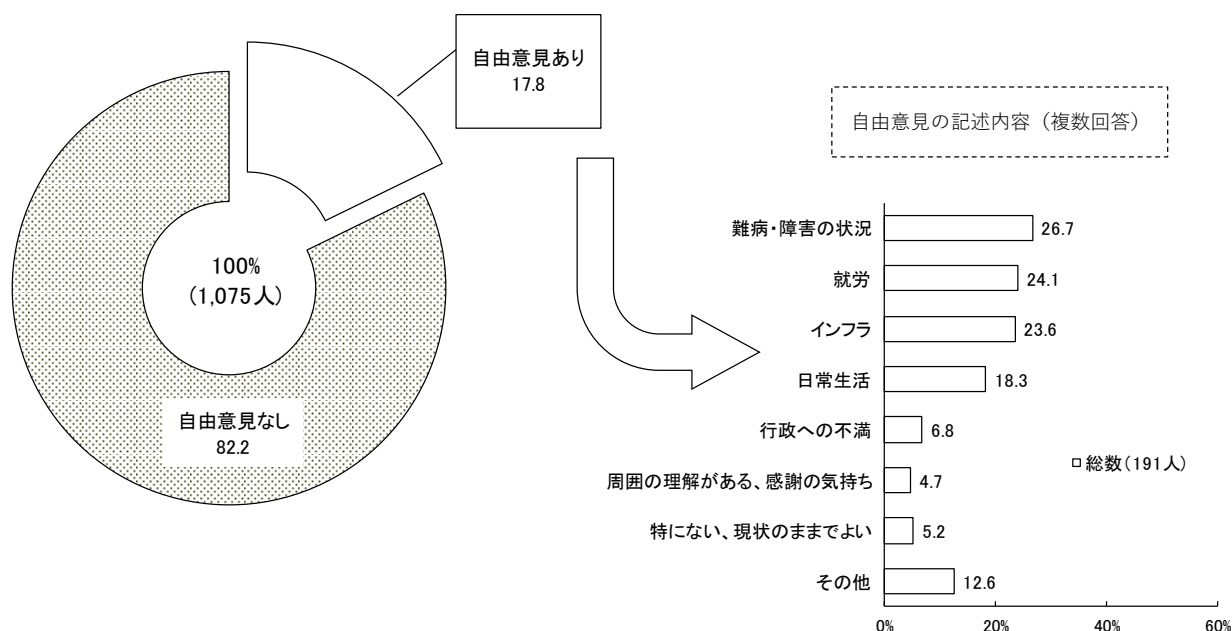 自由意見あり
17.8
100%
(1,075人)
自由意見なし
82.2
自由意見の記述内容（複数回答）
難病・障害の状況 26.7
就労 24.1
インフラ 23.6
日常生活 18.3
行政への不満 6.8
周囲の理解がある、感謝の気持ち 4.7
特にない、現状のままでよい 5.2
その他 12.6
総数(191人)
0% 20% 40% 60%